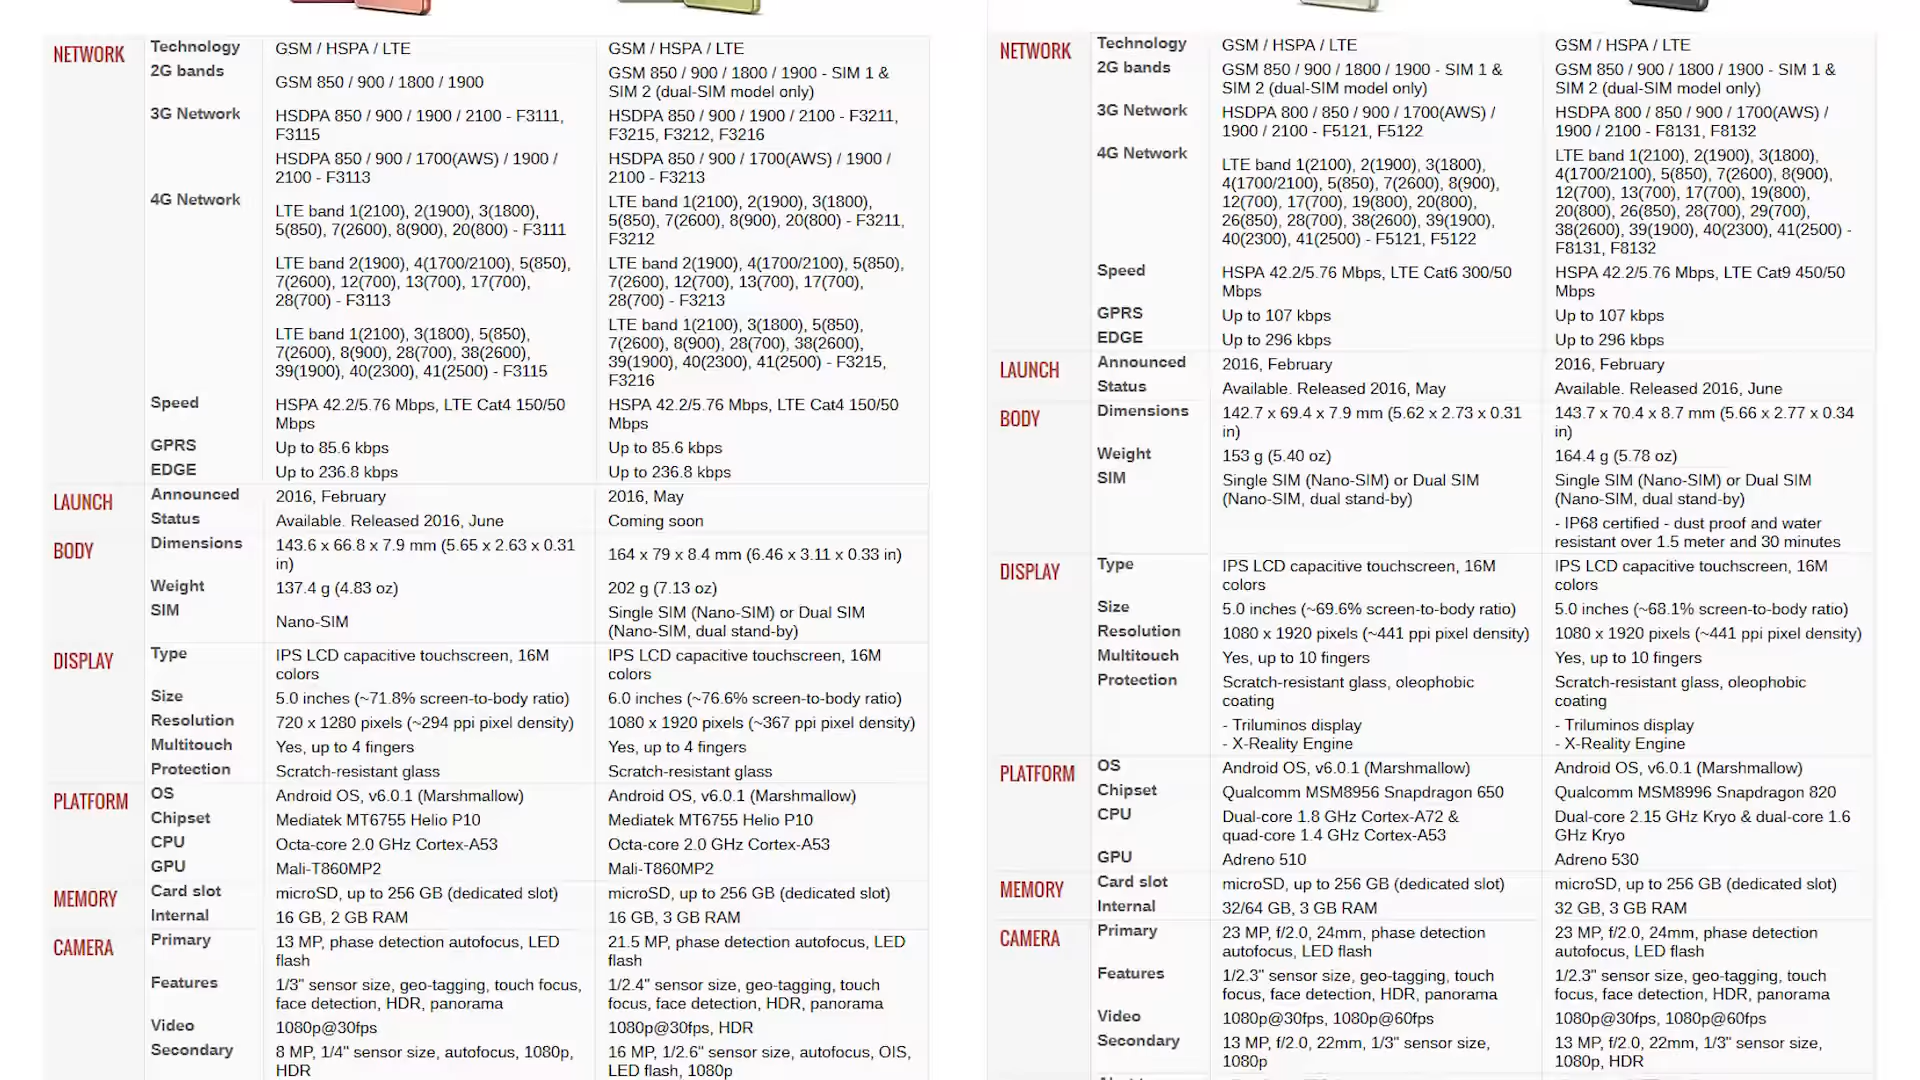 NETWORK
Technology
GSM / HSPA / LTE
GSM / HSPA / LTE
2G bands
GSM 850 / 900 / 1800 / 1900
GSM 850 / 900 / 1800 / 1900 - SIM 1 &
SIM 2 (dual-SIM model only)
3G Network
HSDPA 850 / 900 / 1900 / 2100 - F3111,
F3115
HSDPA 850 / 900 / 1900 / 2100 - F3211,
F3215, F3212, F3216
HSDPA 850 / 900 / 1700(AWS) / 1900 /
2100 - F3113
HSDPA 850 / 900 / 1700(AWS) / 1900 /
2100 - F3213
4G Network
LTE band 1(2100), 2(1900), 3(1800),
5(850), 7(2600), 8(900), 20(800) - F3111
LTE band 1(2100), 2(1900), 3(1800),
5(850), 7(2600), 8(900), 20(800) - F3211,
F3212
LTE band 2(1900), 4(1700/2100), 5(850),
7(2600), 12(700), 13(700), 17(700),
28(700) - F3113
LTE band 2(1900), 4(1700/2100), 5(850),
7(2600), 12(700), 13(700), 17(700),
28(700) - F3213
LTE band 1(2100), 3(1800), 5(850),
7(2600), 8(900), 28(700), 38(2600),
39(1900), 40(2300), 41(2500) - F3115
LTE band 1(2100), 3(1800), 5(850),
7(2600), 8(900), 28(700), 38(2600),
39(1900), 40(2300), 41(2500) - F3215,
F3216
Speed
HSPA 42.2/5.76 Mbps, LTE Cat4 150/50
Mbps
HSPA 42.2/5.76 Mbps, LTE Cat4 150/50
Mbps
GPRS
Up to 85.6 kbps
Up to 85.6 kbps
EDGE
Up to 236.8 kbps
Up to 236.8 kbps
LAUNCH
Announced
2016, February
2016, May
Status
Available. Released 2016, June
Coming soon
BODY
Dimensions
143.6 x 66.8 x 7.9 mm (5.65 x 2.63 x 0.31
in)
164 x 79 x 8.4 mm (6.46 x 3.11 x 0.33 in)
Weight
137.4 g (4.83 oz)
202 g (7.13 oz)
SIM
Nano-SIM
Single SIM (Nano-SIM) or Dual SIM
(Nano-SIM, dual stand-by)
DISPLAY
Type
IPS LCD capacitive touchscreen, 16M
colors
IPS LCD capacitive touchscreen, 16M
colors
Size
5.0 inches (~71.8% screen-to-body ratio)
6.0 inches (~76.6% screen-to-body ratio)
Resolution
720 x 1280 pixels (~294 ppi pixel density)
1080 x 1920 pixels (~367 ppi pixel density)
Multitouch
Yes, up to 4 fingers
Yes, up to 4 fingers
Protection
Scratch-resistant glass
Scratch-resistant glass
PLATFORM
OS
Android OS, v6.0.1 (Marshmallow)
Android OS, v6.0.1 (Marshmallow)
Chipset
Mediatek MT6755 Helio P10
Mediatek MT6755 Helio P10
CPU
Octa-core 2.0 GHz Cortex-A53
Octa-core 2.0 GHz Cortex-A53
GPU
Mali-T860MP2
Mali-T860MP2
MEMORY
Card slot
microSD, up to 256 GB (dedicated slot)
microSD, up to 256 GB (dedicated slot)
Internal
16 GB, 2 GB RAM
16 GB, 3 GB RAM
CAMERA
Primary
13 MP, phase detection autofocus, LED
flash
21.5 MP, phase detection autofocus, LED
flash
Features
1/3" sensor size, geo-tagging, touch focus,
face detection, HDR, panorama
1/2.4" sensor size, geo-tagging, touch
focus, face detection, HDR, panorama
Video
1080p@30fps
1080p@30fps, HDR
Secondary
8 MP, 1/4" sensor size, autofocus, 1080p,
HDR
16 MP, 1/2.6" sensor size, autofocus, OIS,
LED flash, 1080p
NETWORK
Technology
GSM / HSPA / LTE
GSM / HSPA / LTE
2G bands
GSM 850 / 900 / 1800 / 1900 - SIM 1 &
SIM 2 (dual-SIM model only)
GSM 850 / 900 / 1800 / 1900 - SIM 1 &
SIM 2 (dual-SIM model only)
3G Network
HSDPA 800 / 850 / 900 / 1700(AWS) /
1900 / 2100 - F5121, F5122
HSDPA 800 / 850 / 900 / 1700(AWS) /
1900 / 2100 - F8131, F8132
4G Network
LTE band 1(2100), 2(1900), 3(1800),
4(1700/2100), 5(850), 7(2600), 8(900),
12(700), 17(700), 19(800), 20(800),
26(850), 28(700), 38(2600), 39(1900),
40(2300), 41(2500) - F5121, F5122
LTE band 1(2100), 2(1900), 3(1800),
4(1700/2100), 5(850), 7(2600), 8(900),
12(700), 13(700), 17(700), 19(800),
20(800), 26(850), 28(700), 29(700),
38(2600), 39(1900), 40(2300), 41(2500) -
F8131, F8132
Speed
HSPA 42.2/5.76 Mbps, LTE Cat6 300/50
Mbps
HSPA 42.2/5.76 Mbps, LTE Cat9 450/50
Mbps
GPRS
Up to 107 kbps
Up to 107 kbps
EDGE
Up to 296 kbps
Up to 296 kbps
LAUNCH
Announced
2016, February
2016, February
Status
Available. Released 2016, May
Available. Released 2016, June
BODY
Dimensions
142.7 x 69.4 x 7.9 mm (5.62 x 2.73 x 0.31
in)
143.7 x 70.4 x 8.7 mm (5.66 x 2.77 x 0.34
in)
Weight
153 g (5.40 oz)
164.4 g (5.78 oz)
SIM
Single SIM (Nano-SIM) or Dual SIM
(Nano-SIM, dual stand-by)
Single SIM (Nano-SIM) or Dual SIM
(Nano-SIM, dual stand-by)
- IP68 certified - dust proof and water
resistant over 1.5 meter and 30 minutes
DISPLAY
Type
IPS LCD capacitive touchscreen, 16M
colors
IPS LCD capacitive touchscreen, 16M
colors
Size
5.0 inches (~69.6% screen-to-body ratio)
5.0 inches (~68.1% screen-to-body ratio)
Resolution
1080 x 1920 pixels (~441 ppi pixel density)
1080 x 1920 pixels (~441 ppi pixel density)
Multitouch
Yes, up to 10 fingers
Yes, up to 10 fingers
Protection
Scratch-resistant glass, oleophobic
coating
Scratch-resistant glass, oleophobic
coating
- Triluminos display
- X-Reality Engine
- Triluminos display
- X-Reality Engine
PLATFORM
OS
Android OS, v6.0.1 (Marshmallow)
Android OS, v6.0.1 (Marshmallow)
Chipset
Qualcomm MSM8956 Snapdragon 650
Qualcomm MSM8996 Snapdragon 820
CPU
Dual-core 1.8 GHz Cortex-A72 &
quad-core 1.4 GHz Cortex-A53
Dual-core 2.15 GHz Kryo & dual-core 1.6
GHz Kryo
GPU
Adreno 510
Adreno 530
MEMORY
Card slot
microSD, up to 256 GB (dedicated slot)
microSD, up to 256 GB (dedicated slot)
Internal
32/64 GB, 3 GB RAM
32 GB, 3 GB RAM
CAMERA
Primary
23 MP, f/2.0, 24mm, phase detection
autofocus, LED flash
23 MP, f/2.0, 24mm, phase detection
autofocus, LED flash
Features
1/2.3" sensor size, geo-tagging, touch
focus, face detection, HDR, panorama
1/2.3" sensor size, geo-tagging, touch
focus, face detection, HDR, panorama
Video
1080p@30fps, 1080p@60fps
1080p@30fps, 1080p@60fps
Secondary
13 MP, f/2.0, 22mm, 1/3" sensor size,
1080p
13 MP, f/2.0, 22mm, 1/3" sensor size,
1080p, HDR